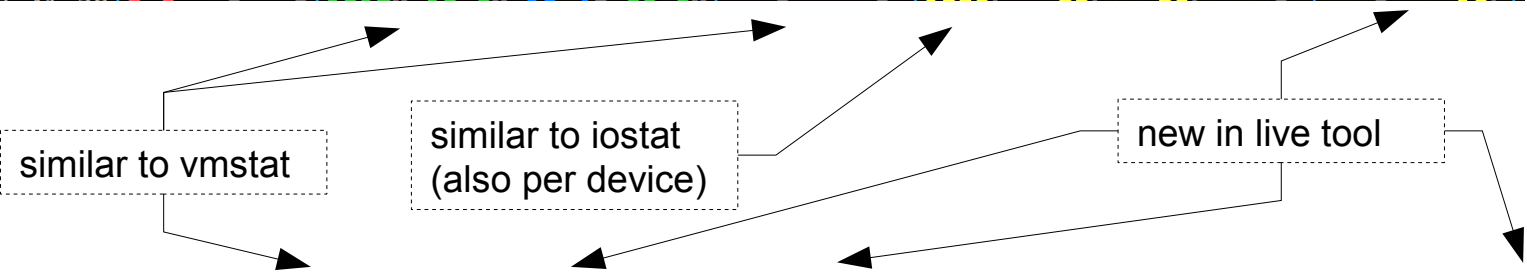 similar to vmstat
similar to iostat
(also per device)
new in live tool